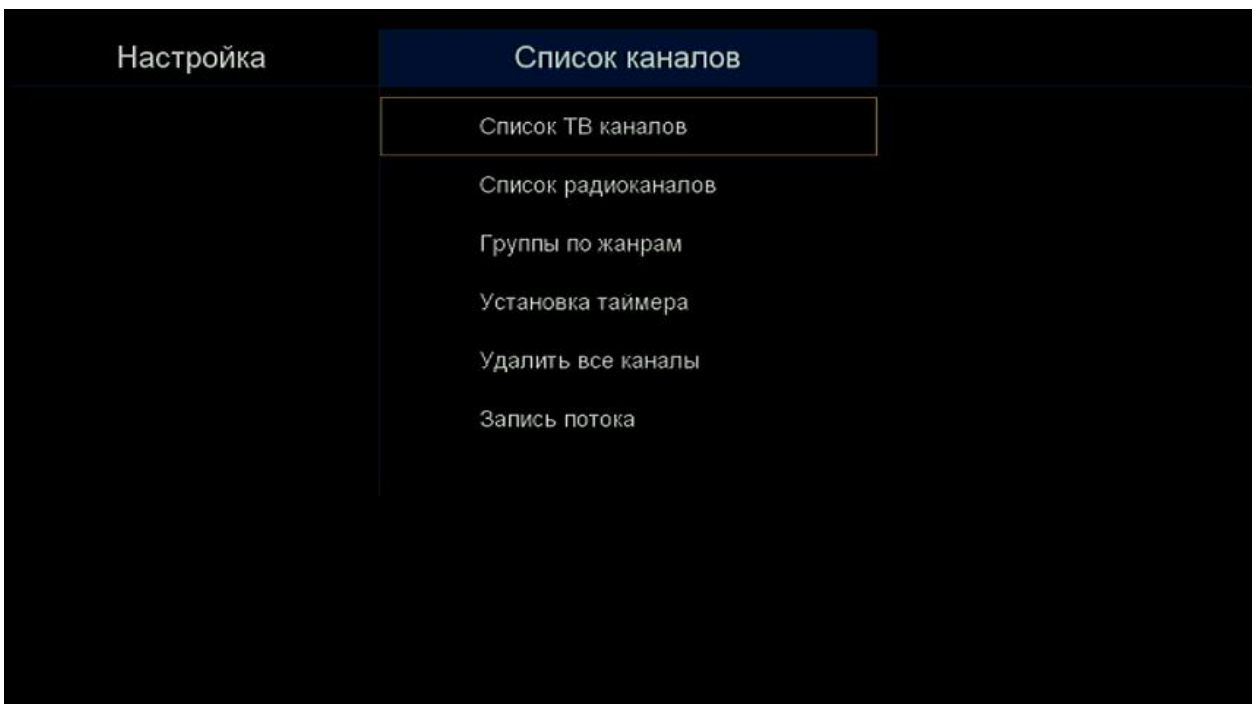 Настройка
Список каналов
Список ТВ каналов
Список радиоканалов
Группы по жанрам
Установка таймера
Удалить все каналы
Запись потока